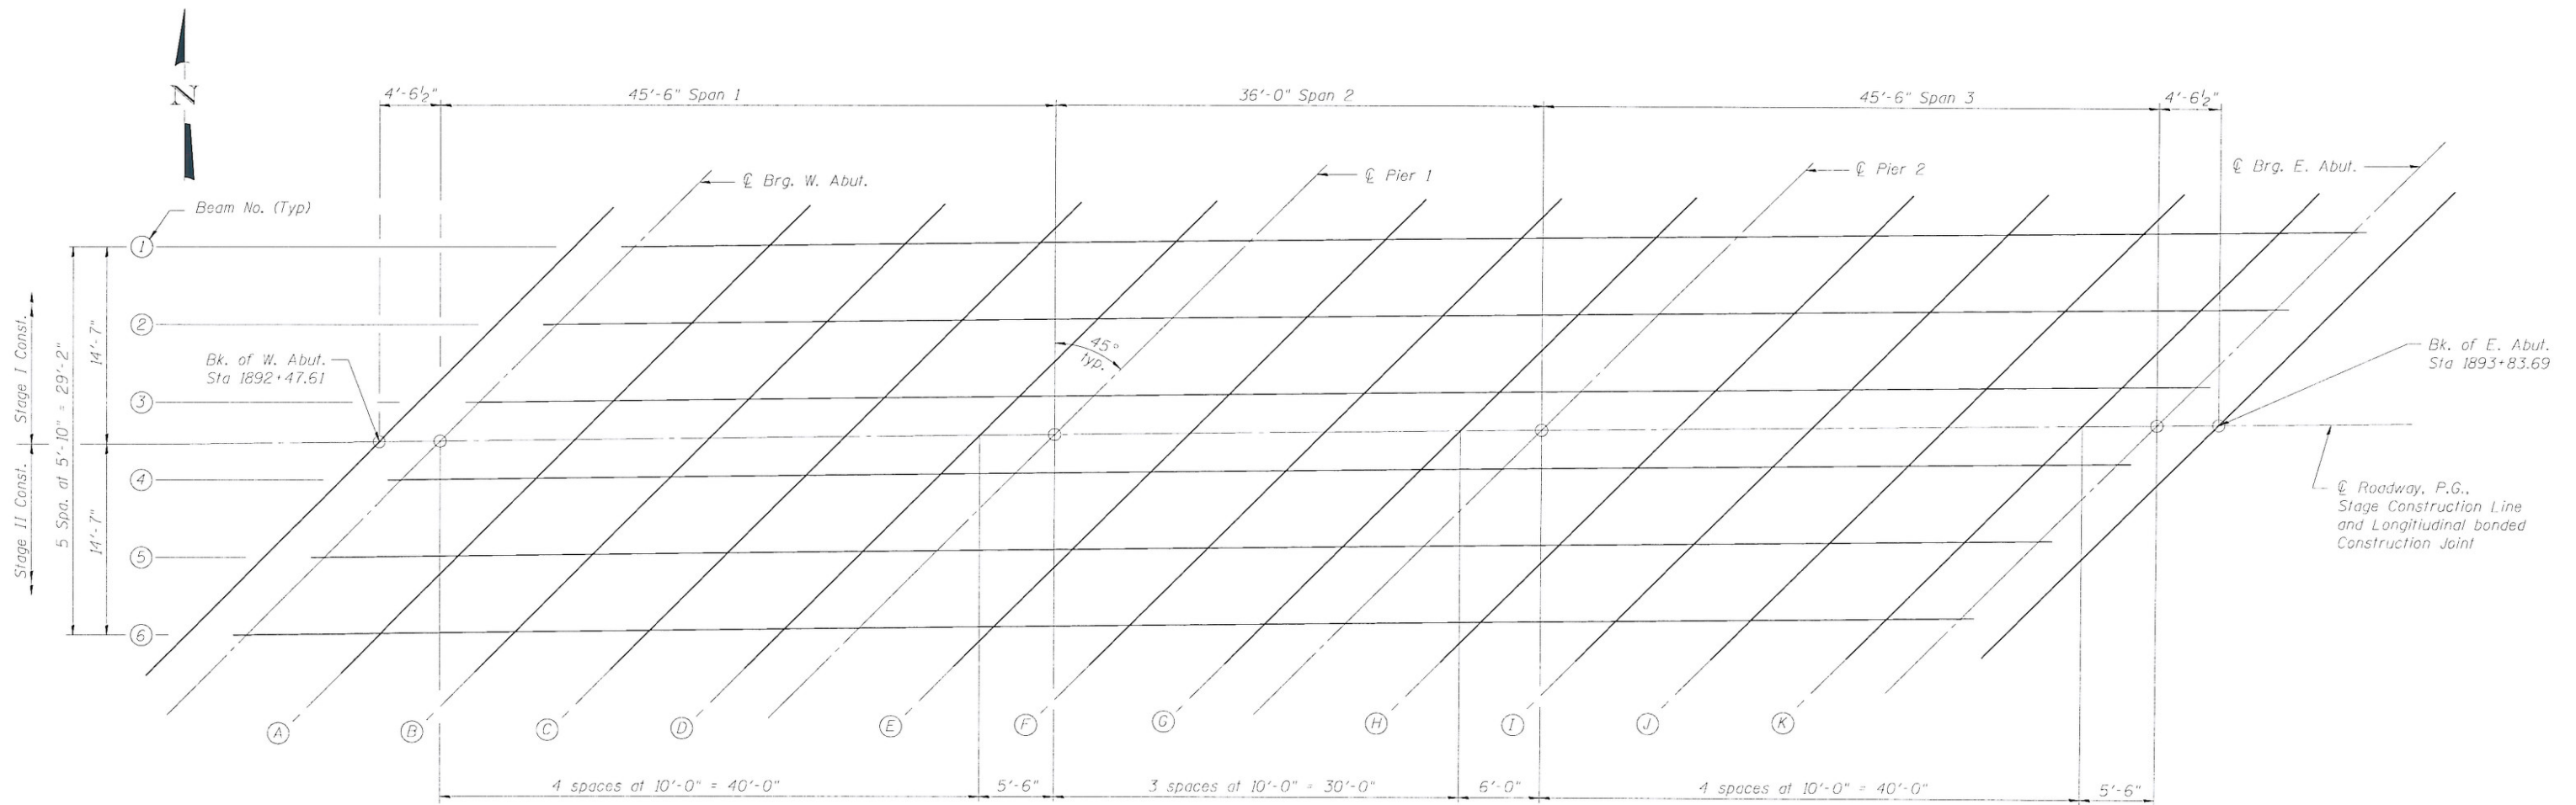 N
4'-6½"
45'-6" Span 1
36'-0" Span 2
45'-6" Span 3
4'-6½"
℄ Brg. W. Abut.
℄ Pier 1
℄ Pier 2
℄ Brg. E. Abut.
Beam No. (Typ)
1
2
3
4
5
6
Stage I Const.
Stage II Const.
5 Spa. at 5'-10" = 29'-2"
14'-7"
14'-7"
Bk. of W. Abut.
Sta 1892+47.61
45°
typ.
Bk. of E. Abut.
Sta 1893+83.69
℄ Roadway, P.G.,
Stage Construction Line
and Longitiudinal bonded
Construction Joint
A
B
C
D
E
F
G
H
I
J
K
4 spaces at 10'-0" = 40'-0"
5'-6"
3 spaces at 10'-0" = 30'-0"
6'-0"
4 spaces at 10'-0" = 40'-0"
5'-6"